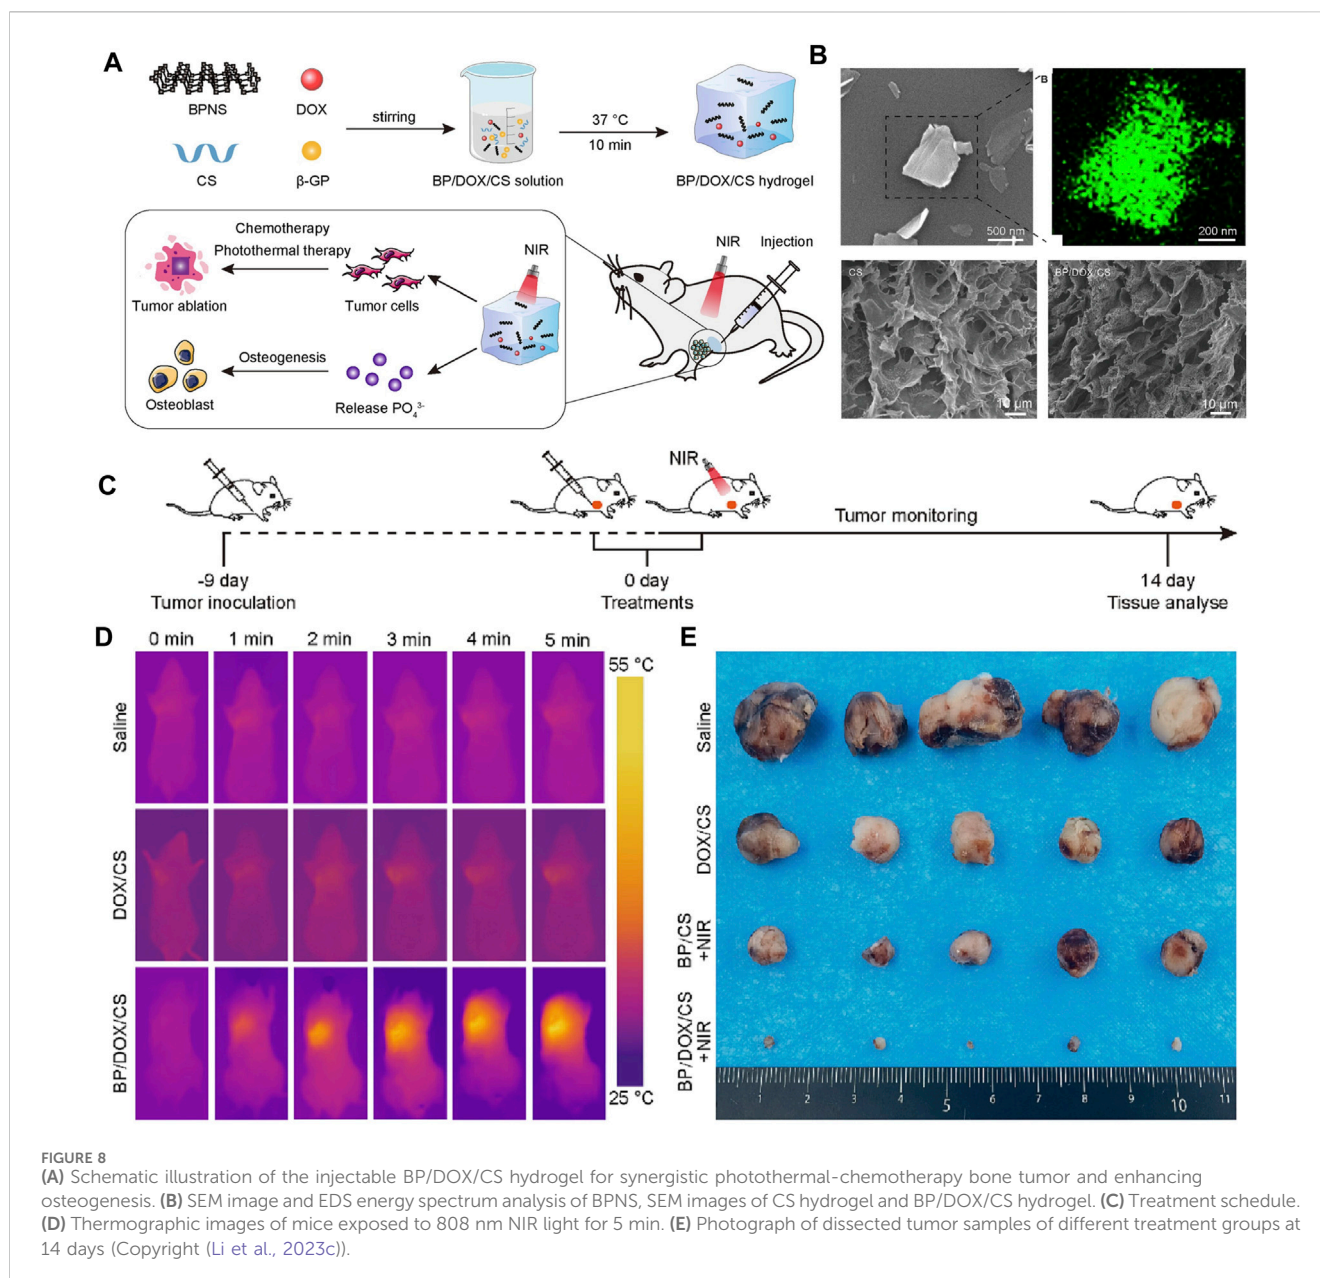 A
BPNS
DOX
CS
β-GP
stirring
BP/DOX/CS solution
37 °C
10 min
BP/DOX/CS hydrogel
Chemotherapy
Photothermal therapy
Tumor ablation
Tumor cells
NIR
Osteogenesis
Osteoblast
Release PO₄³⁻
NIR
Injection
B
500 nm
B
200 nm
CS
10 µm
BP/DOX/CS
10 µm
C
NIR
Tumor monitoring
-9 day
Tumor inoculation
0 day
Treatments
14 day
Tissue analyse
D
0 min 1 min 2 min 3 min 4 min 5 min
Saline
DOX/CS
BP/DOX/CS
55 °C
25 °C
E
Saline
DOX/CS
BP/CS
+NIR
BP/DOX/CS
+NIR
1 2 3 4 5 6 7 8 9 10 11
FIGURE 8
(A) Schematic illustration of the injectable BP/DOX/CS hydrogel for synergistic photothermal-chemotherapy bone tumor and enhancing
osteogenesis. (B) SEM image and EDS energy spectrum analysis of BPNS, SEM images of CS hydrogel and BP/DOX/CS hydrogel. (C) Treatment schedule.
(D) Thermographic images of mice exposed to 808 nm NIR light for 5 min. (E) Photograph of dissected tumor samples of different treatment groups at
14 days (Copyright (Li et al., 2023c)).